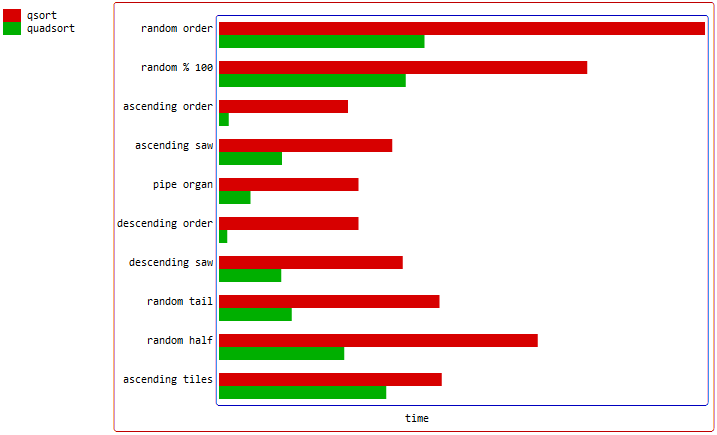 qsort
quadsort
random order
random % 100
ascending order
ascending saw
pipe organ
descending order
descending saw
random tail
random half
ascending tiles
time